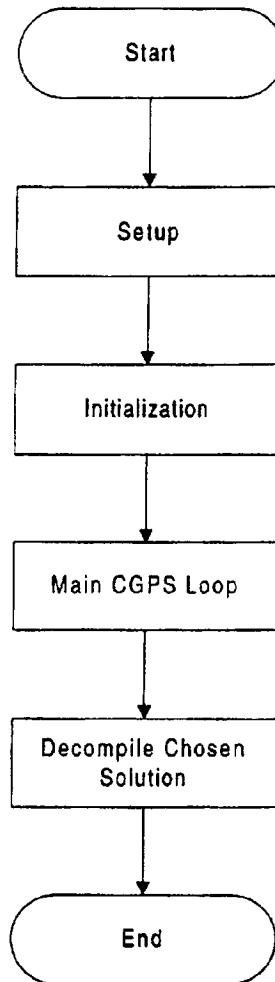 Start
Setup
Initialization
Main CGPS Loop
Decompile Chosen
Solution
End